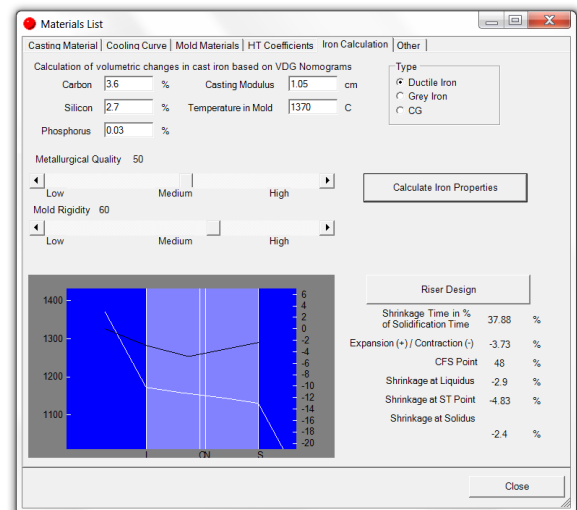 Materials List
Casting Material Cooling Curve Mold Materials HT Coefficients Iron Calculation Other
Calculation of volumetric changes in cast iron based on VDG Nomograms
Type
Carbon 3.6 % Casting Modulus 1.05 cm
Ductile Iron
Grey Iron
CG
Silicon 2.7 % Temperature in Mold 1370 C
Phosphorus 0.03 %
Metallurgical Quality 50
Low Medium High
Calculate Iron Properties
Mold Rigidity 60
Low Medium High
Riser Design
1400
1300
1200
1100
6
4
2
0
-2
-4
-6
-8
-10
-12
-14
-16
-18
-20
S
Shrinkage Time in %
of Solidification Time 37.88 %
Expansion (+) / Contraction (-) -3.73 %
CFS Point 48 %
Shrinkage at Liquidus -2.9 %
Shrinkage at ST Point -4.83 %
Shrinkage at Solidus
-2.4 %
Close